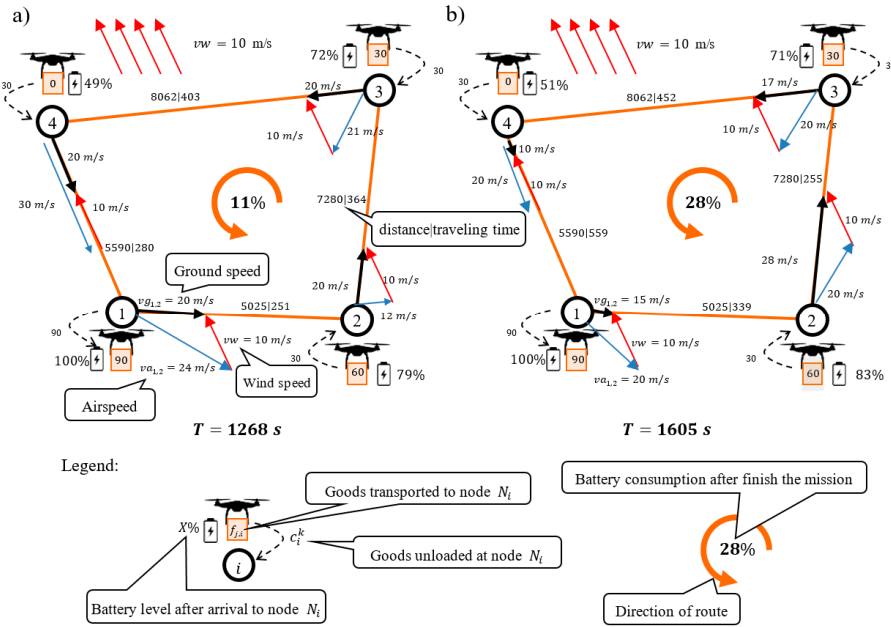 a)
vw = 10 m/s
72%
30
30
0
49%
30
4
8062|403
20 m/s
3
10 m/s
21 m/s
20 m/s
30 m/s
10 m/s
11%
7280|364
distance|traveling time
5590|280
Ground speed
vg1,2 = 20 m/s
1
5025|251
20 m/s
10 m/s
2
12 m/s
90
100%
90
vw = 10 m/s
va1,2 = 24 m/s
Wind speed
30
60
79%
Airspeed
T = 1268 s
b)
vw = 10 m/s
71%
30
3
0
51%
30
4
8062|452
17 m/s
3
10 m/s
20 m/s
10 m/s
20 m/s
10 m/s
28%
7280|255
10 m/s
5590|559
28 m/s
vg1,2 = 15 m/s
1
5025|339
20 m/s
2
90
100%
90
vw = 10 m/s
va1,2 = 20 m/s
30
60
83%
T = 1605 s
Legend:
Goods transported to node Ni
X%
fj,i
cik
i
Goods unloaded at node Ni
Battery level after arrival to node Ni
Battery consumption after finish the mission
28%
Direction of route